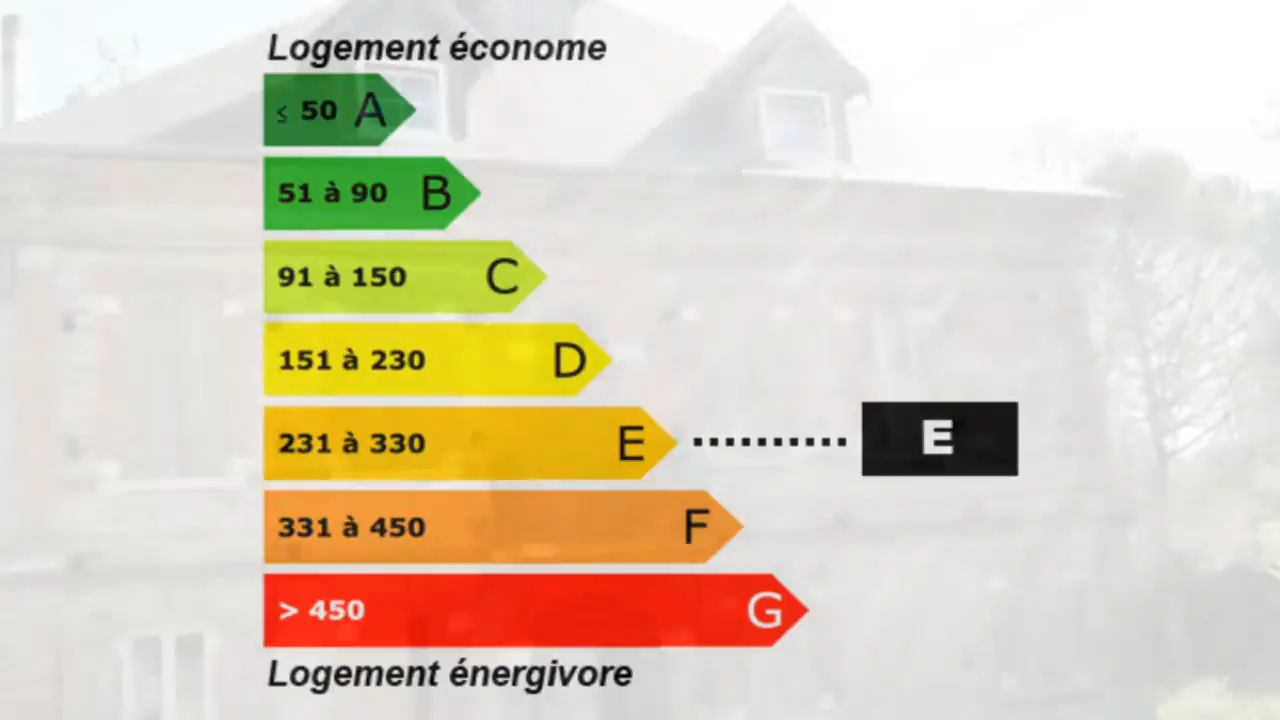 Logement économe
≤ 50 A
51 à 90 B
91 à 150 C
151 à 230 D
231 à 330 E E
331 à 450 F
> 450 G
Logement énergivore